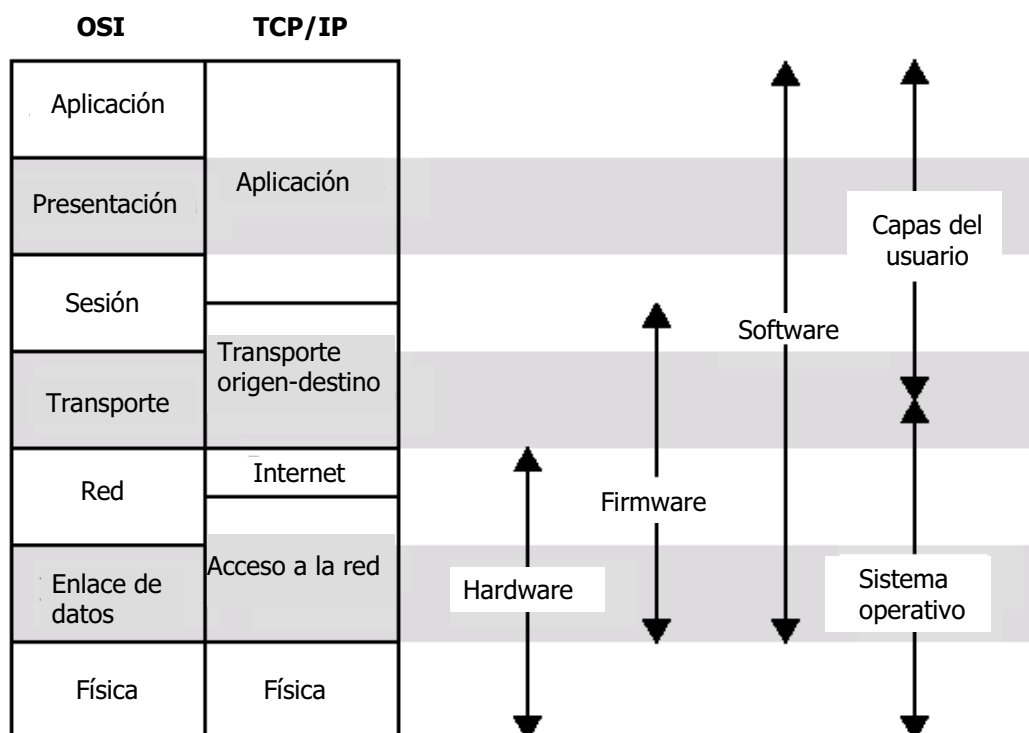 OSI
TCP/IP
Aplicación
Presentación
Sesión
Transporte
Red
Enlace de
datos
Física
Aplicación
Transporte
origen-destino
Internet
Acceso a la red
Física
Hardware
Firmware
Software
Capas del
usuario
Sistema
operativo